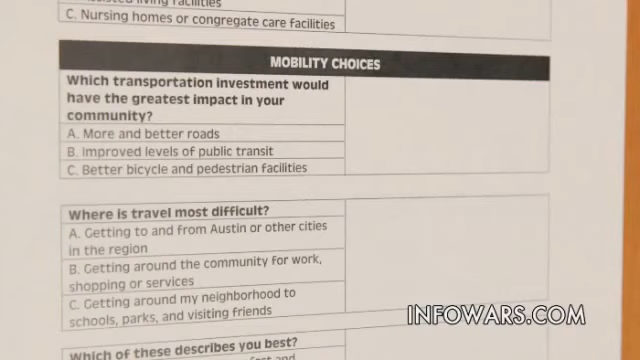 living facilities
C. Nursing homes or congregate care facilities
MOBILITY CHOICES
Which transportation investment would
have the greatest impact in your
community?
A. More and better roads
B. Improved levels of public transit
C. Better bicycle and pedestrian facilities
Where is travel most difficult?
A. Getting to and from Austin or other cities
in the region
B. Getting around the community for work,
shopping or services
C. Getting around my neighborhood to
schools, parks, and visiting friends
INFOWARS.COM
Which of these describes you best?
and